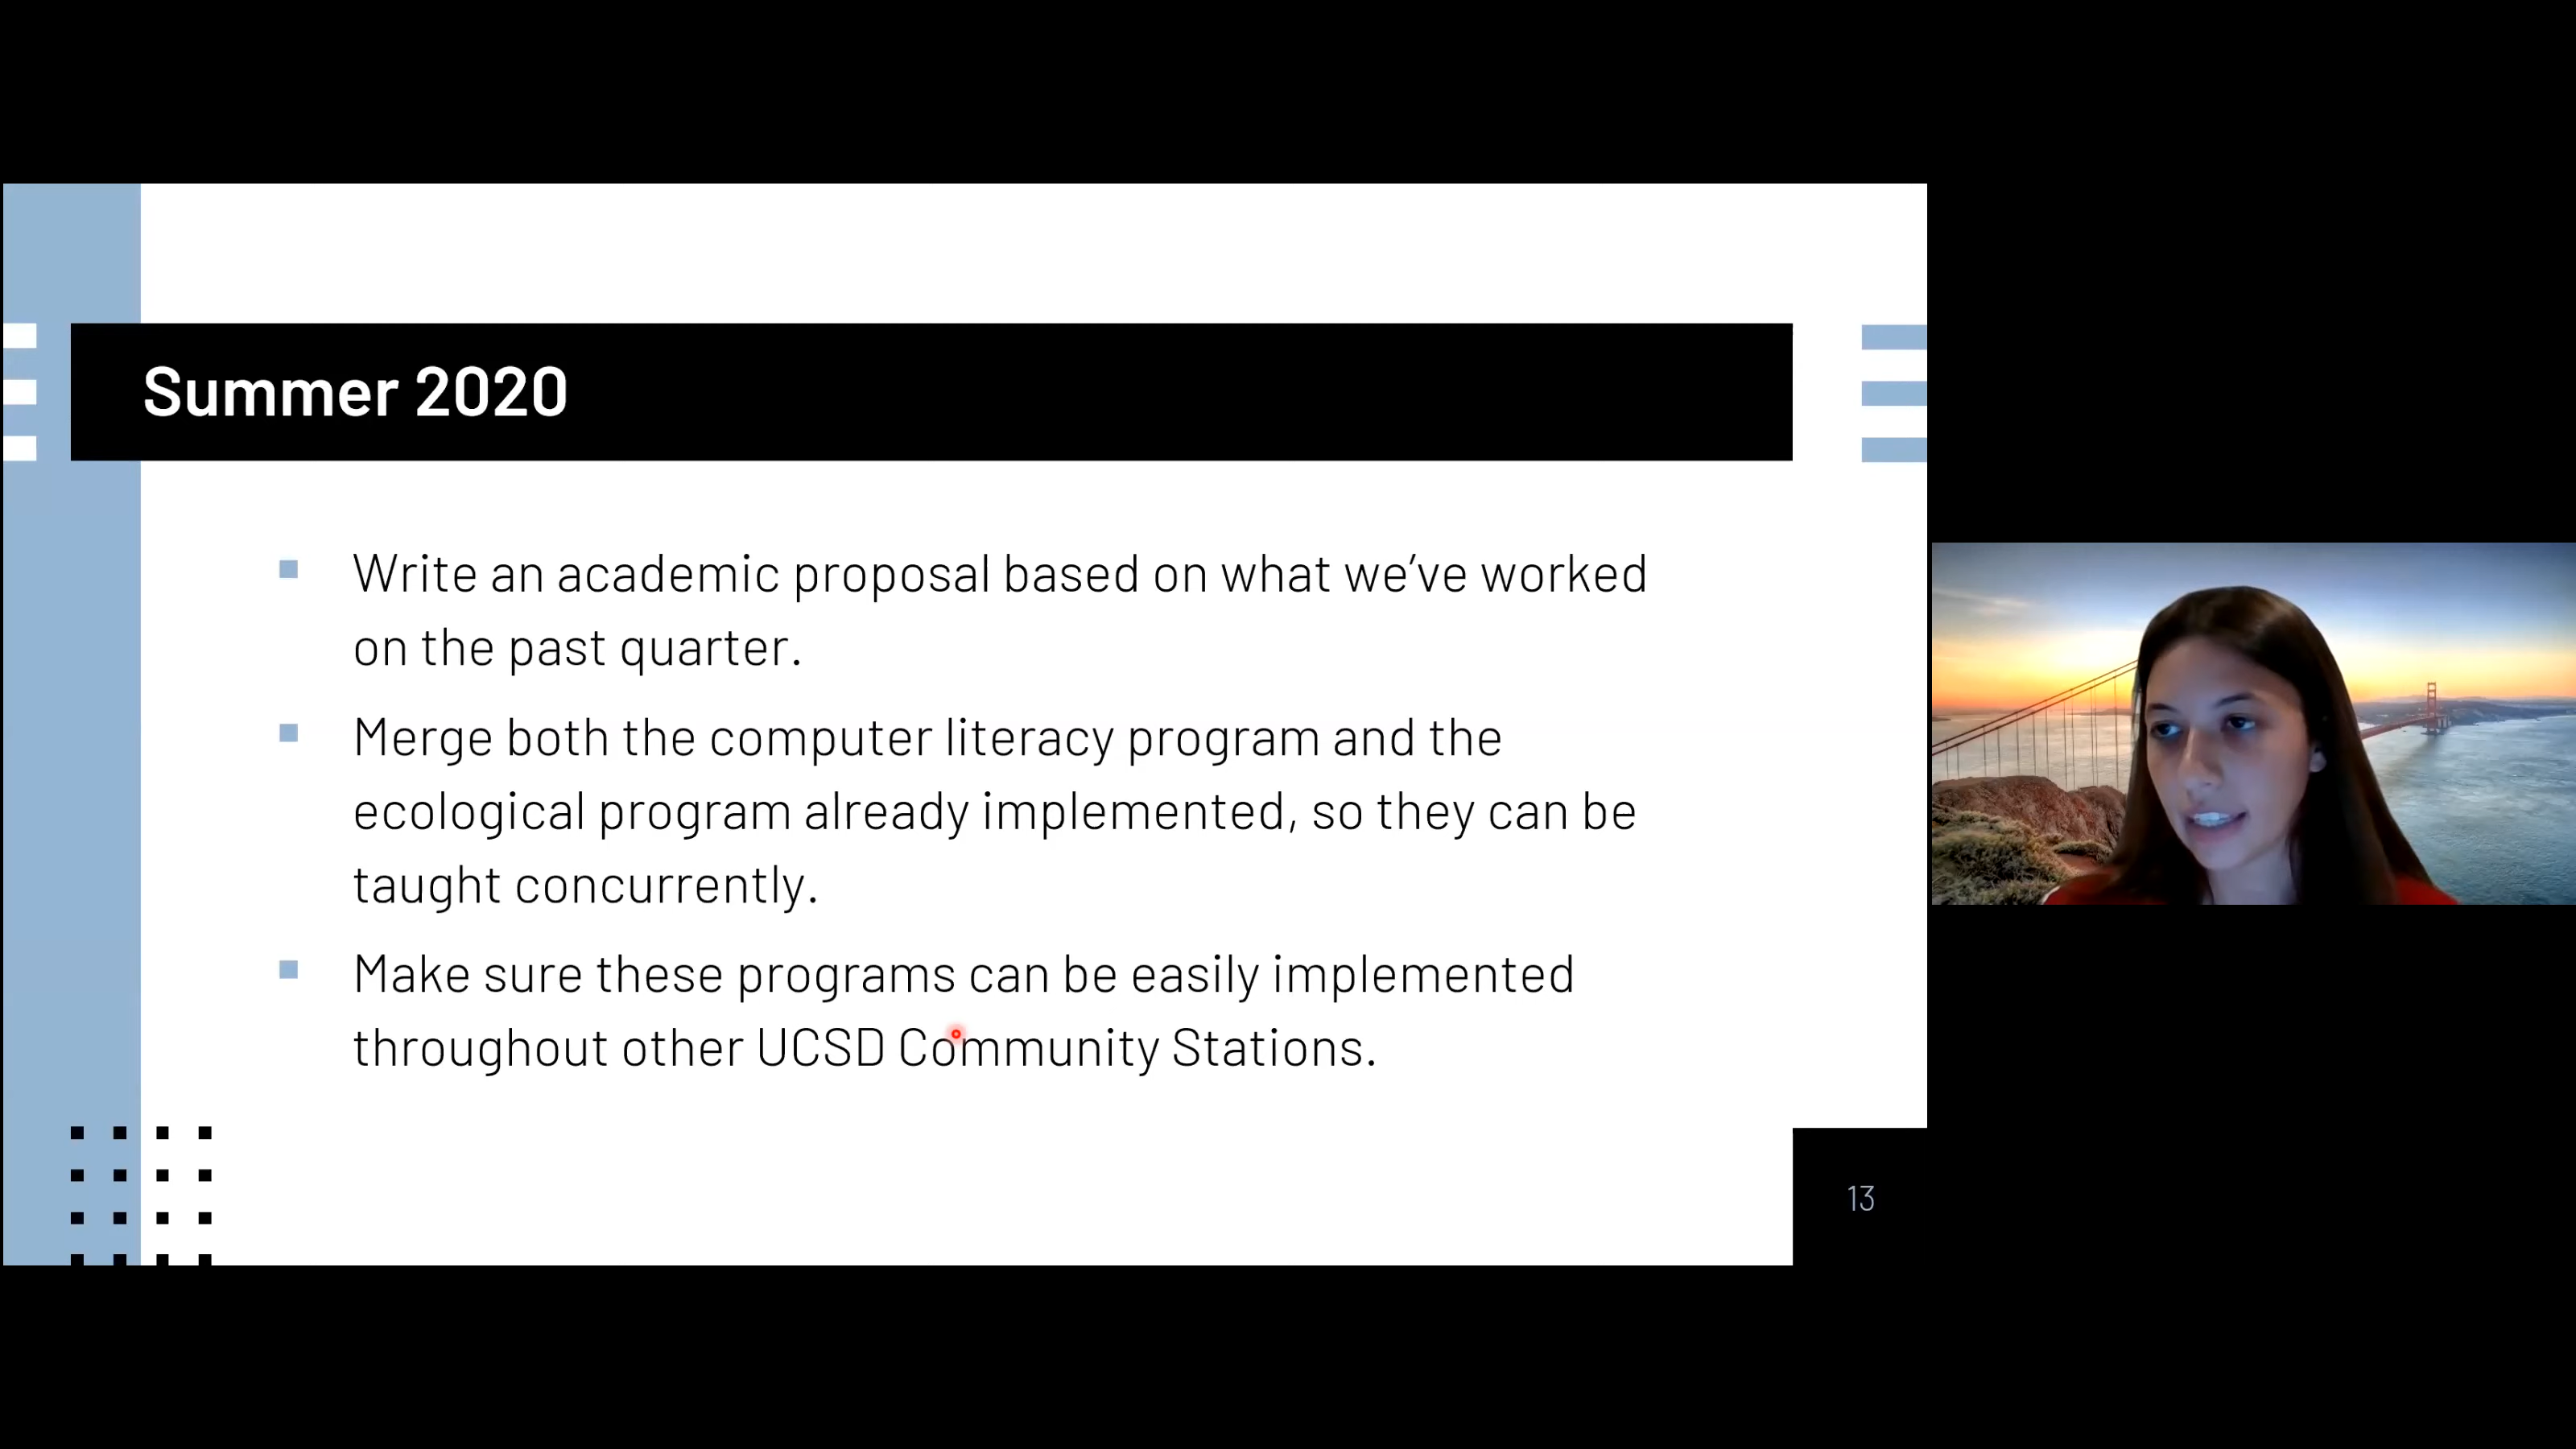 Summer 2020
Write an academic proposal based on what we’ve worked
on the past quarter.
Merge both the computer literacy program and the
ecological program already implemented, so they can be
taught concurrently.
Make sure these programs can be easily implemented
throughout other UCSD Community Stations.
13